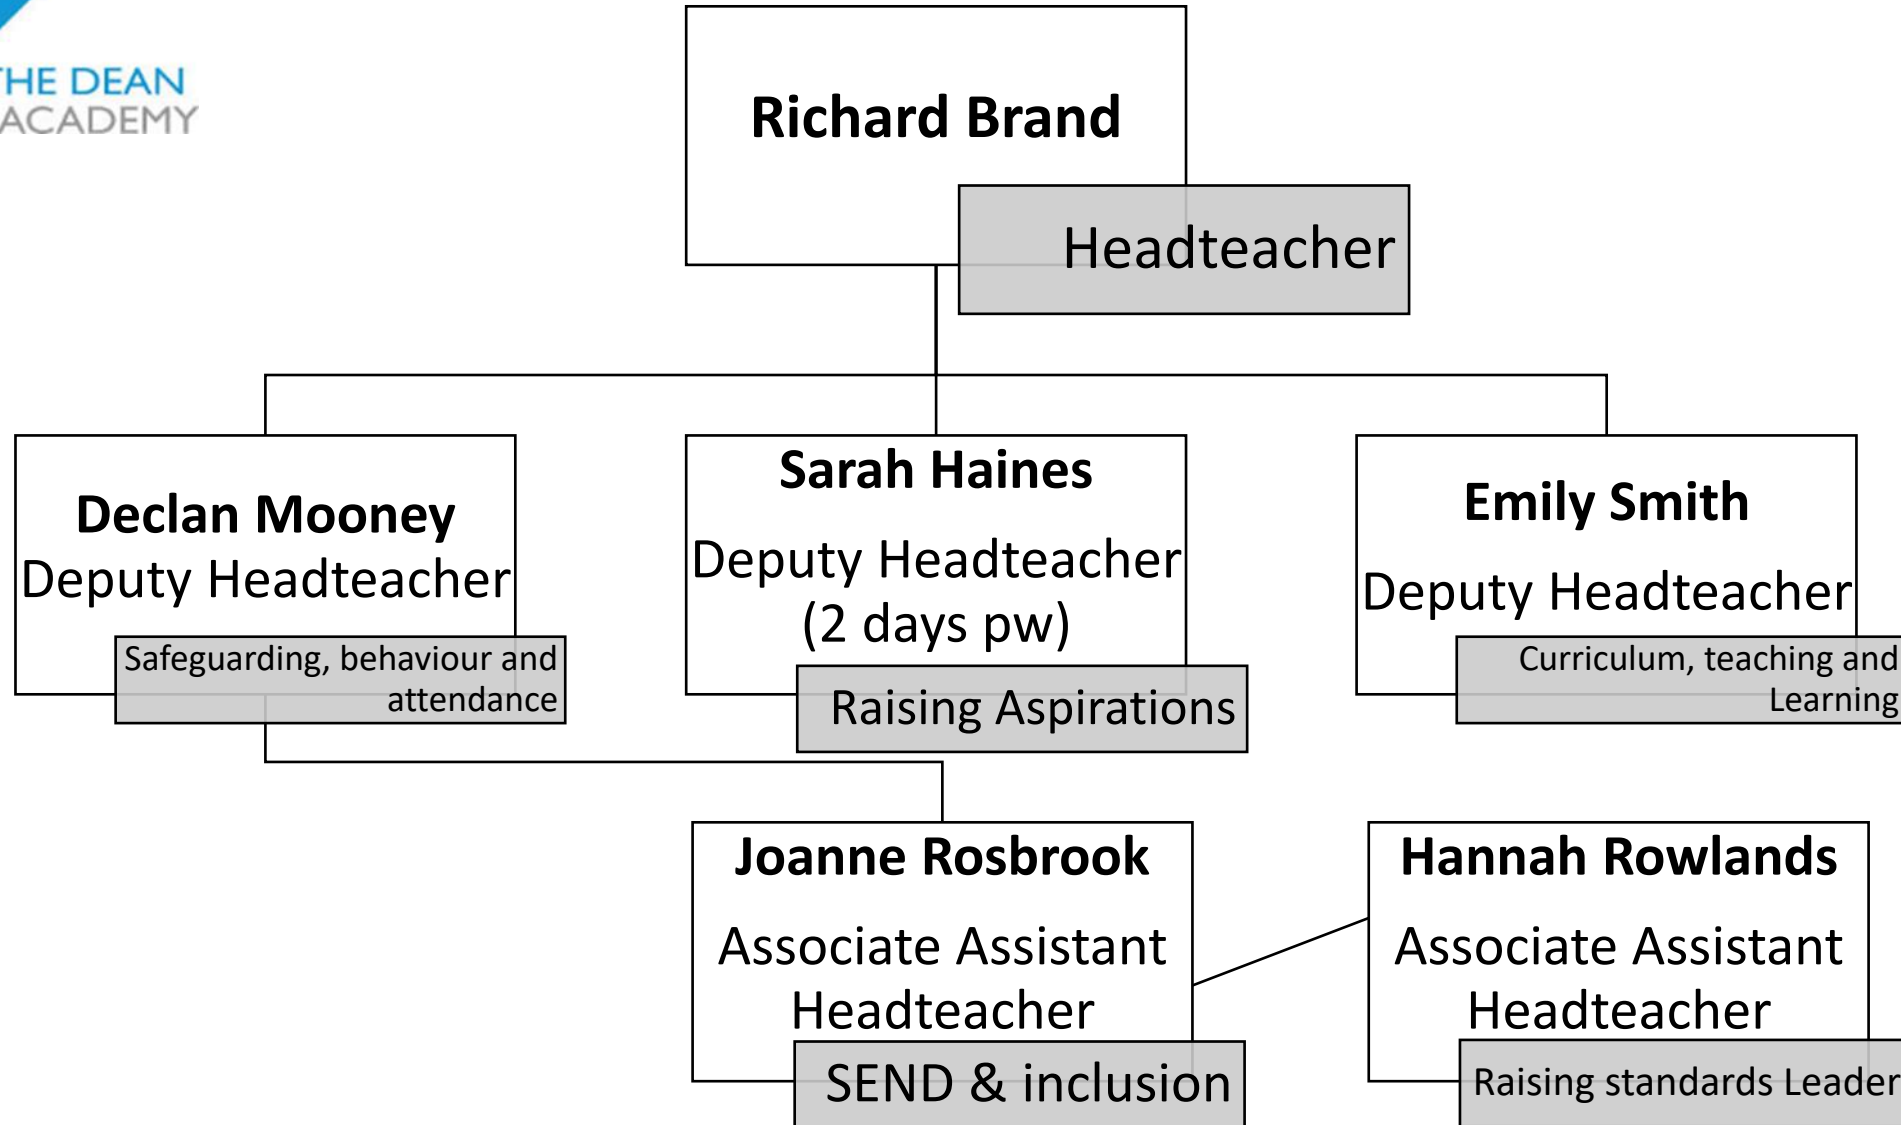 THE DEAN
ACADEMY
Richard Brand
Headteacher
Declan Mooney
Deputy Headteacher
Safeguarding, behaviour and
attendance
Sarah Haines
Deputy Headteacher
(2 days pw)
Raising Aspirations
Emily Smith
Deputy Headteacher
Curriculum, teaching and
Learning
Joanne Rosbrook
Associate Assistant
Headteacher
SEND & inclusion
Hannah Rowlands
Associate Assistant
Headteacher
Raising standards Leader